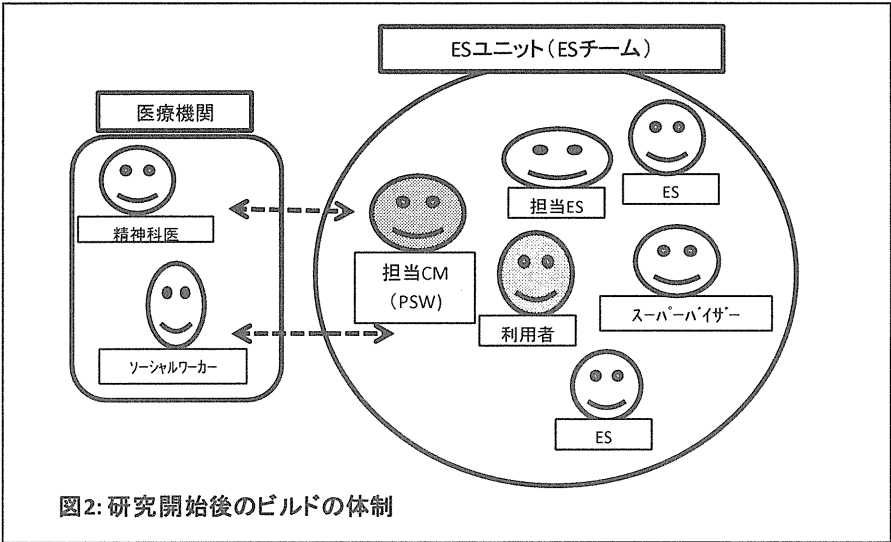 ESユニット(ESチーム)
医療機関
精神科医
ソーシャルワーカー
担当CM
(PSW)
担当ES
ES
利用者
スーパーバイザー
ES
図2: 研究開始後のビルドの体制